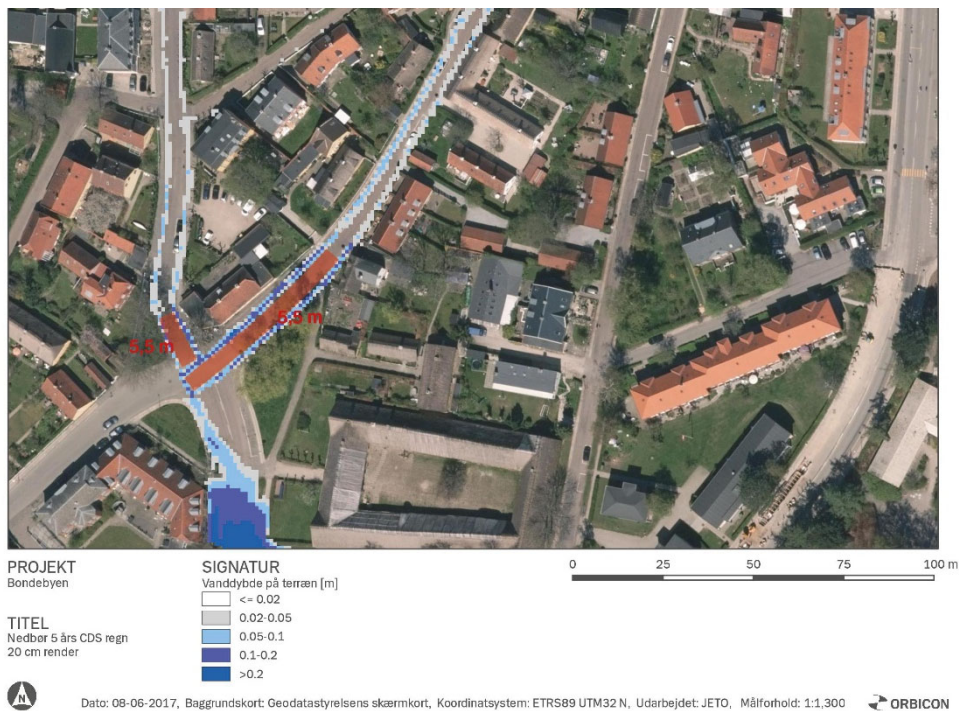 5,5 m
5,5 m
PROJEKT
Bondebyen
TITEL
Nedbør 5 års CDS regn
20 cm render
SIGNATUR
Vanddybde på terræn [m]
<= 0.02
0.02-0.05
0.05-0.1
0.1-0.2
>0.2
0 25 50 75 100 m
N
Dato: 08-06-2017, Baggrundskort: Geodatastyrelsens skærmkort, Koordinatsystem: ETRS89 UTM32 N, Udarbejdet: JETO, Målforhold: 1:1,300
ORBICON